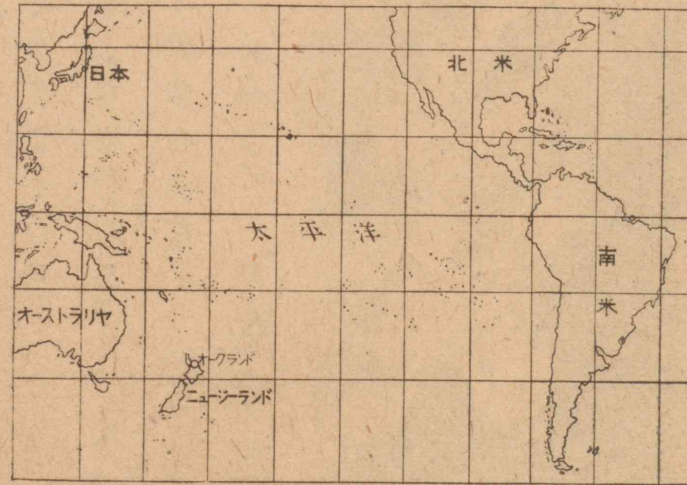 日本
北米
太平洋
南米
オーストラリヤ
オークランド
ニュージーランド